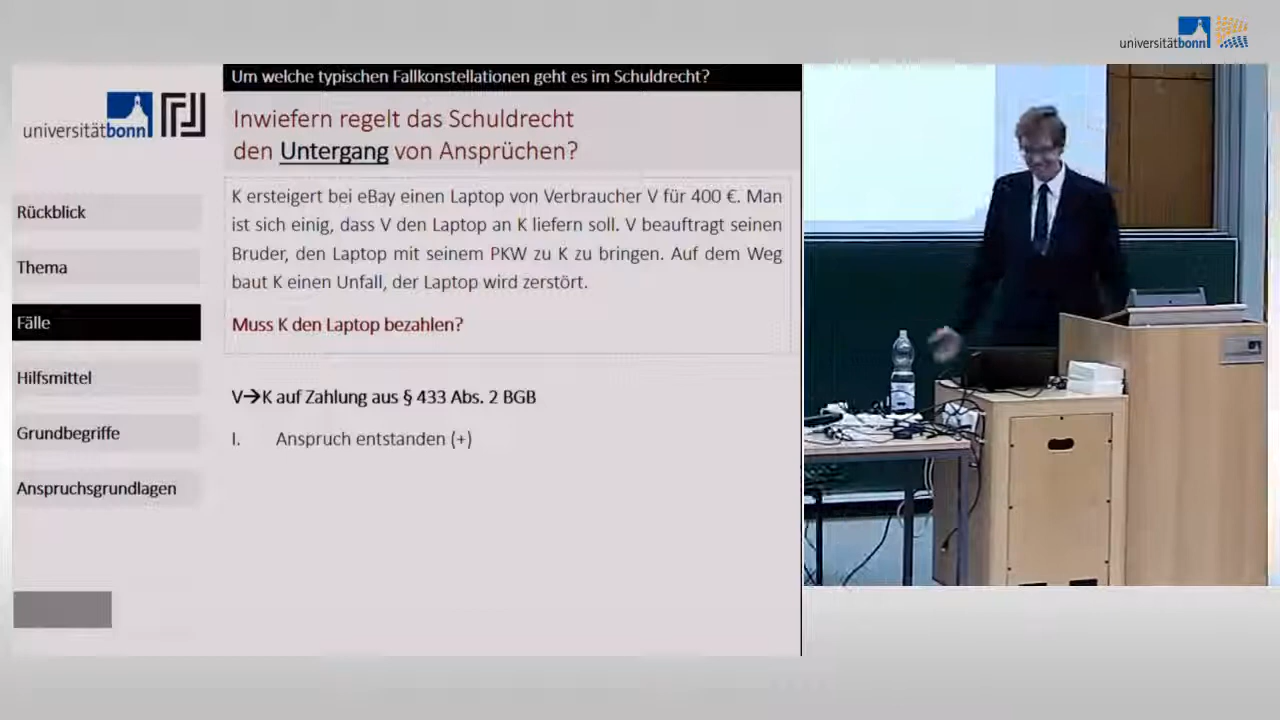 universitätbonn
Um welche typischen Fallkonstellationen geht es im Schuldrecht?
universitätbonn
Inwiefern regelt das Schuldrecht
den Untergang von Ansprüchen?
K ersteigert bei eBay einen Laptop von Verbraucher V für 400 €. Man
ist sich einig, dass V den Laptop an K liefern soll. V beauftragt seinen
Bruder, den Laptop mit seinem PKW zu K zu bringen. Auf dem Weg
baut K einen Unfall, der Laptop wird zerstört.
Muss K den Laptop bezahlen?
V→K auf Zahlung aus § 433 Abs. 2 BGB
I. Anspruch entstanden (+)
Rückblick
Thema
Fälle
Hilfsmittel
Grundbegriffe
Anspruchsgrundlagen